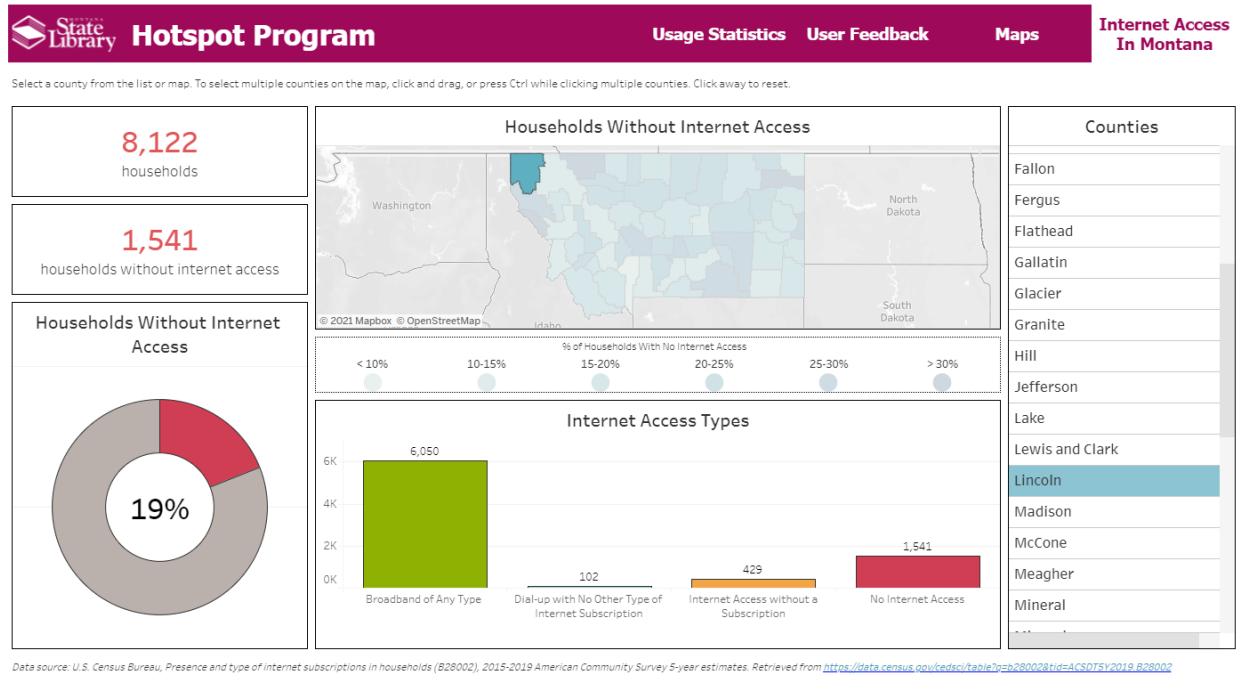 MONTANA
State
Library
Hotspot Program
Usage Statistics
User Feedback
Maps
Internet Access
In Montana
Select a county from the list or map. To select multiple counties on the map, click and drag, or press Ctrl while clicking multiple counties. Click away to reset.
8,122
households
1,541
households without internet access
Households Without Internet
Access
19%
Households Without Internet Access
Washington
North
Dakota
South
Dakota
Idaho
© 2021 Mapbox © OpenStreetMap
% of Households With No Internet Access
< 10%
10-15%
15-20%
20-25%
25-30%
> 30%
Internet Access Types
6K
4K
2K
0K
6,050
102
429
1,541
Broadband of Any Type
Dial-up with No Other Type of
Internet Subscription
Internet Access without a
Subscription
No Internet Access
Counties
Fallon
Fergus
Flathead
Gallatin
Glacier
Granite
Hill
Jefferson
Lake
Lewis and Clark
Lincoln
Madison
McCone
Meagher
Mineral
Data source: U.S. Census Bureau, Presence and type of internet subscriptions in households (B28002), 2015-2019 American Community Survey 5-year estimates. Retrieved from https://data.census.gov/cedsci/table?q=b28002&tid=ACSDT5Y2019.B28002